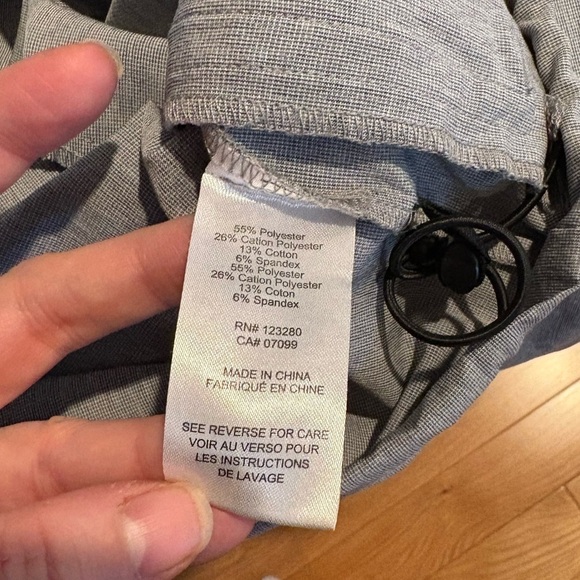 55% Polyester
26% Cation Polyester
13% Cotton
6% Spandex
55% Polyester
26% Cation Polyester
13% Coton
6% Spandex
RN# 123280
CA# 07099
MADE IN CHINA
FABRIQUÉ EN CHINE
SEE REVERSE FOR CARE
VOIR AU VERSO POUR
LES INSTRUCTIONS
DE LAVAGE